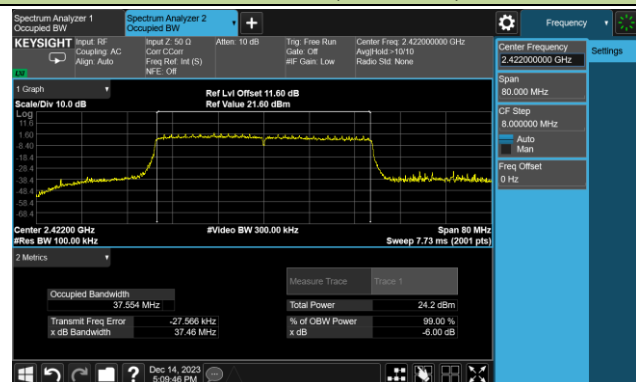 Spectrum Analyzer 1
Occupied BW
Spectrum Analyzer 2
Occupied BW
Frequency
KEYSIGHT
Input: RF
Coupling: AC
Align: Auto
Input Z: 50 Ω
Corr CCorr
Freq Ref: Int (S)
NFE: Off
Atten: 10 dB
Trig: Free Run
Gate: Off
#IF Gain: Low
Center Freq: 2.422000000 GHz
Avg|Hold:>10/10
Radio Std: None
Center Frequency
2.422000000 GHz
Settings
Span
80.000 MHz
CF Step
8.000000 MHz
Auto
Man
Freq Offset
0 Hz
1 Graph
Scale/Div 10.0 dB
Ref Lvl Offset 11.60 dB
Ref Value 21.60 dBm
Log
11.6
1.60
-8.40
-18.4
-28.4
-38.4
-48.4
-58.4
-68.4
Center 2.42200 GHz
#Res BW 100.00 kHz
#Video BW 300.00 kHz
Span 80 MHz
Sweep 7.73 ms (2001 pts)
2 Metrics
Measure Trace
Trace 1
Occupied Bandwidth
37.554 MHz
Total Power
24.2 dBm
Transmit Freq Error
-27.566 kHz
% of OBW Power
99.00 %
x dB Bandwidth
37.46 MHz
x dB
-6.00 dB
Dec 14, 2023
5:09:46 PM